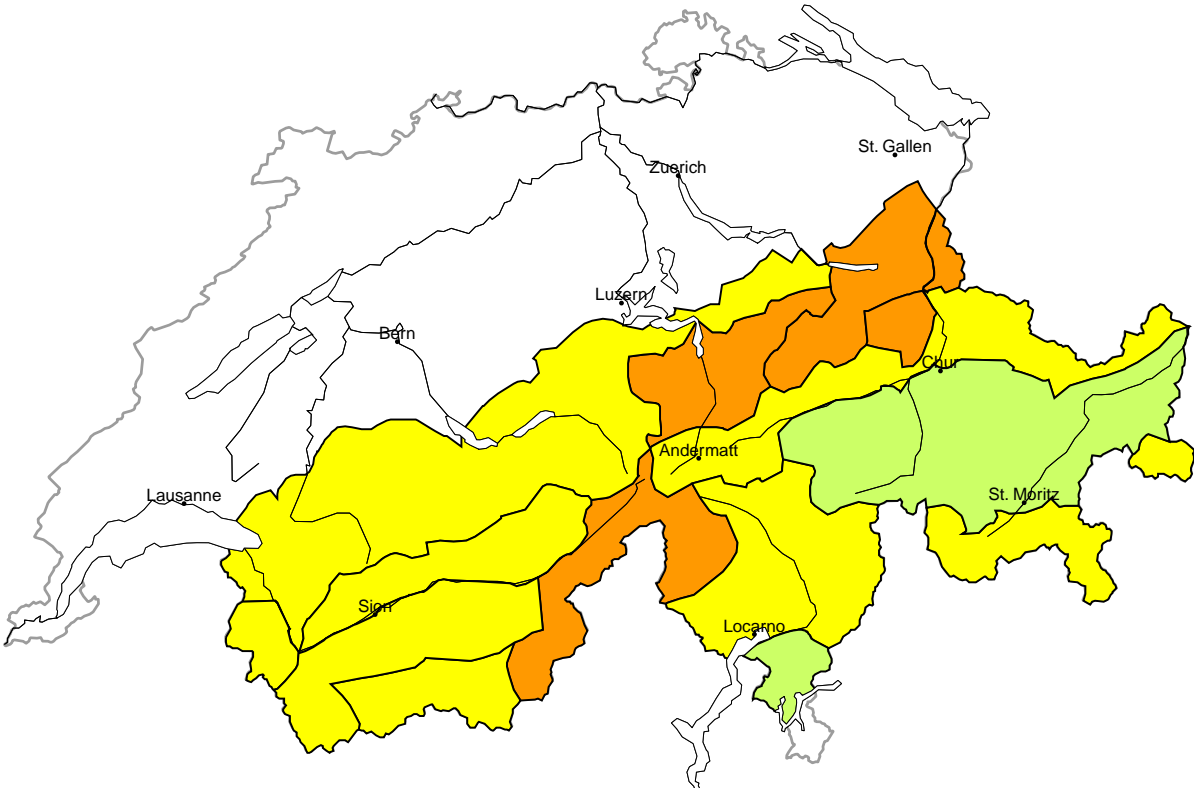 St. Gallen
Zuerich
Luzern
Bern
Chur
Andermatt
Lausanne
St. Moritz
Sion
Locarno